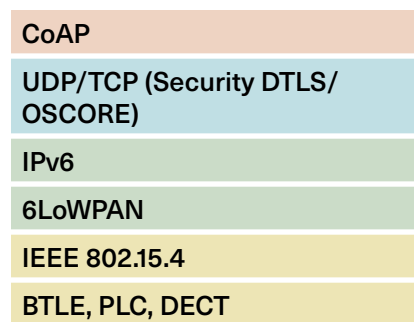 CoAP
UDP/TCP (Security DTLS/
OSCORE)
IPv6
6LoWPAN
IEEE 802.15.4
BTLE, PLC, DECT